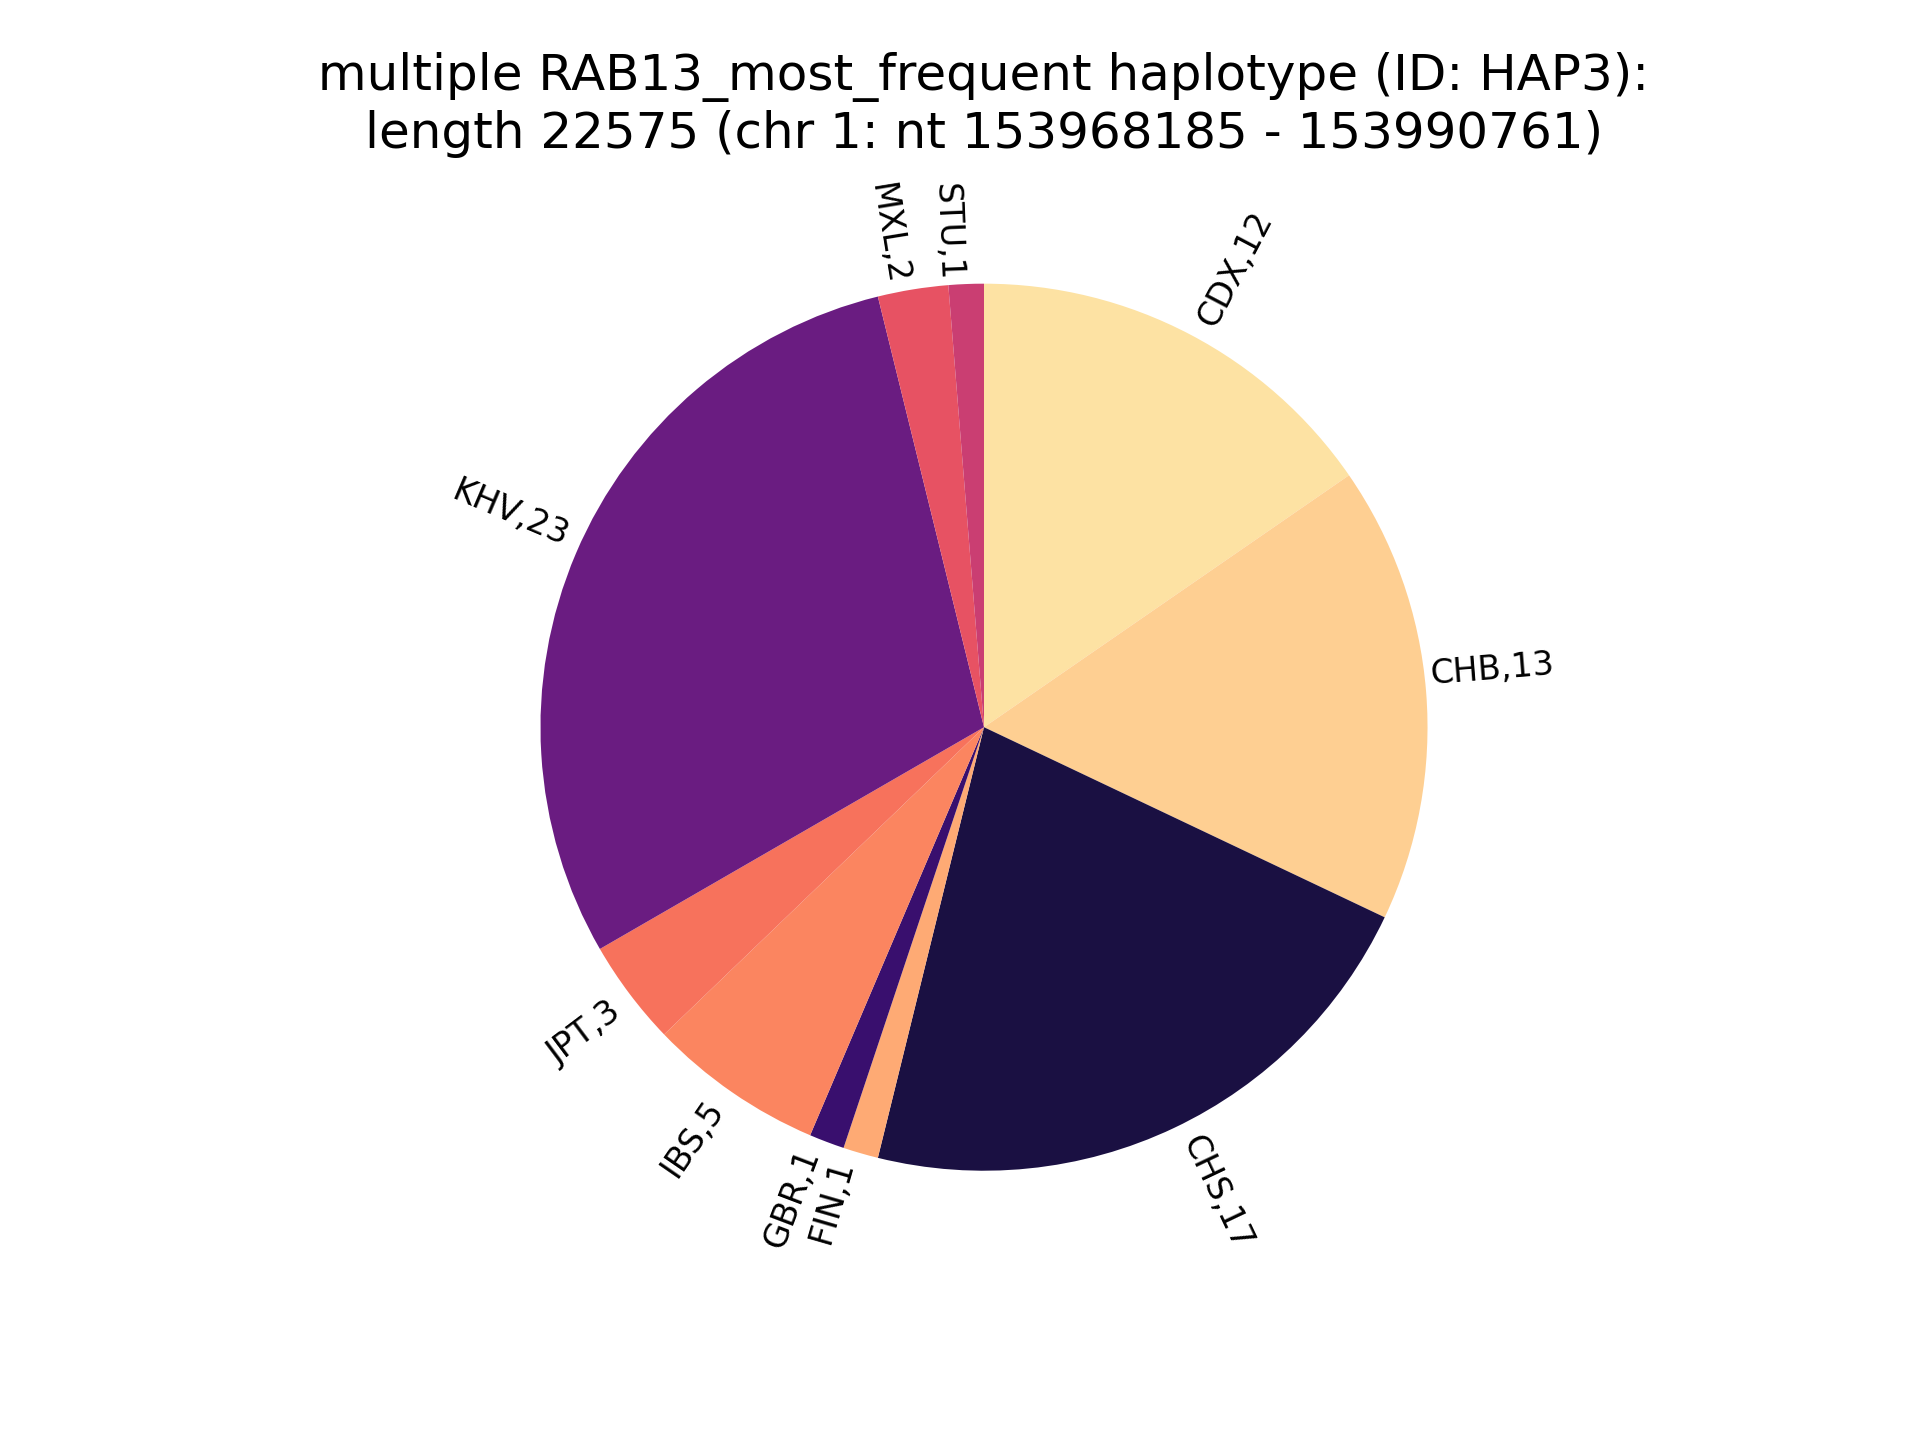 multiple RAB13_most_frequent haplotype (ID: HAP3):
length 22575 (chr 1: nt 153968185 - 153990761)
MXL,2
STU,1
CDX,12
KHV,23
CHB,13
JPT,3
IBS,5
GBR,1
FIN,1
CHS,17